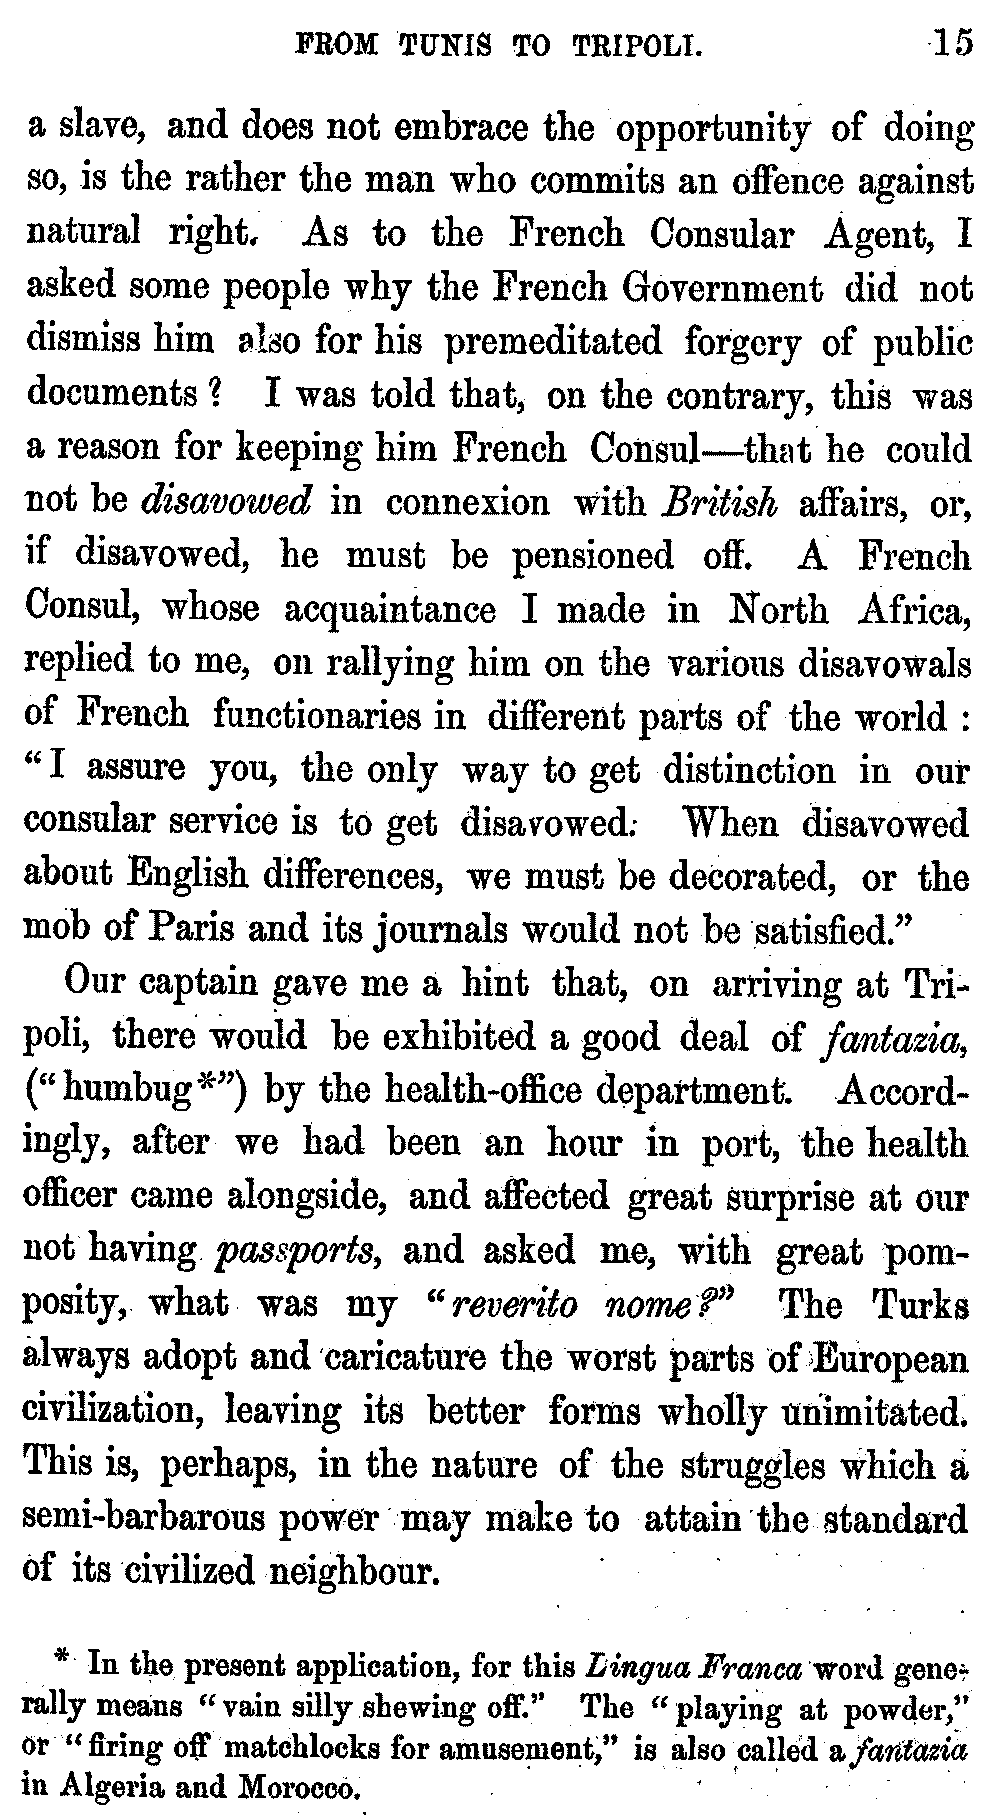 FROM TUNIS TO TRIPOLI. 15
a slave, and does not embrace the opportunity of doing
so, is the rather the man who commits an offence against
natural right. As to the French Consular Agent, I
asked some people why the French Government did not
dismiss him also for his premeditated forgery of public
documents? I was told that, on the contrary, this was
a reason for keeping him French Consul—that he could
not be disavowed in connexion with British affairs, or,
if disavowed, he must be pensioned off. A French
Consul, whose acquaintance I made in North Africa,
replied to me, on rallying him on the various disavowals
of French functionaries in different parts of the world :
"I assure you, the only way to get distinction in our
consular service is to get disavowed. When disavowed
about English differences, we must be decorated, or the
mob of Paris and its journals would not be satisfied."
Our captain gave me a hint that, on arriving at Tri-
poli, there would be exhibited a good deal of fantazia,
("humbug*") by the health-office department. Accord-
ingly, after we had been an hour in port, the health
officer came alongside, and affected great surprise at our
not having passports, and asked me, with great pom-
posity, what was my "reverito nome?" The Turks
always adopt and caricature the worst parts of European
civilization, leaving its better forms wholly unimitated.
This is, perhaps, in the nature of the struggles which a
semi-barbarous power may make to attain the standard
of its civilized neighbour.
* In the present application, for this Lingua Franca word gene-
rally means "vain silly shewing off." The "playing at powder,"
or "firing off matchlocks for amusement," is also called a fantazia
in Algeria and Morocco.